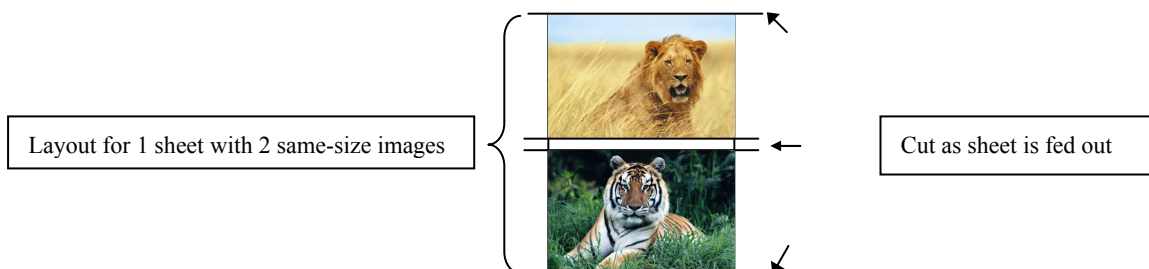 Layout for 1 sheet with 2 same-size images
Cut as sheet is fed out